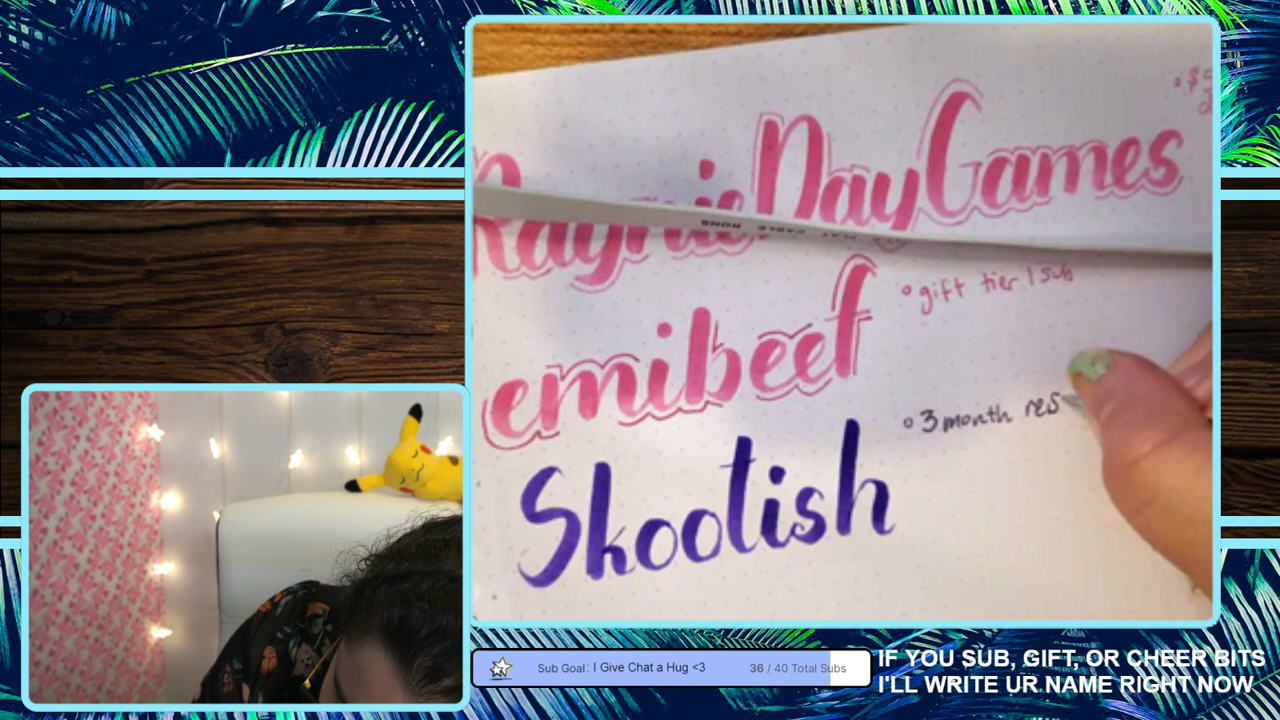 RaynieDayGames
emibeef
gift tier 1 sub
3 month res
Skootish
Sub Goal: I Give Chat a Hug <3
36 / 40 Total Subs
IF YOU SUB, GIFT, OR CHEER BITS
I'LL WRITE UR NAME RIGHT NOW